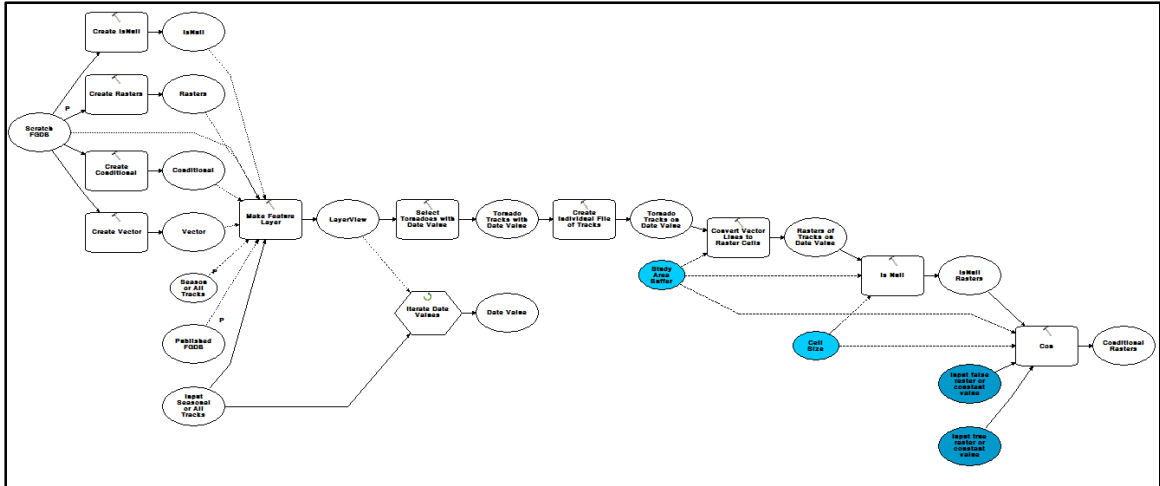 Create IsNull
IsNull
P
Create Rasters
Rasters
Scratch
FGDB
Create
Conditional
Conditional
Create Vector
Vector
Make Feature
Layer
LayerView
Select
Tornadoes with
Date Value
Tornado
Tracks with
Date Value
Create
Individual File
of Tracks
Tornado
Tracks on
Date Value
Convert Vector
Lines to
Raster Cells
Rasters of
Tracks on
Date Value
Study
Area
Buffer
Is Null
IsNull
Rasters
Season
or All
Tracks
P
Published
FGDB
Iterate Date
Values
Date Value
Cell
Size
Con
Conditional
Rasters
Input false
raster or
constant
value
Input Seasonal
or All
Tracks
Input true
raster or
constant
value